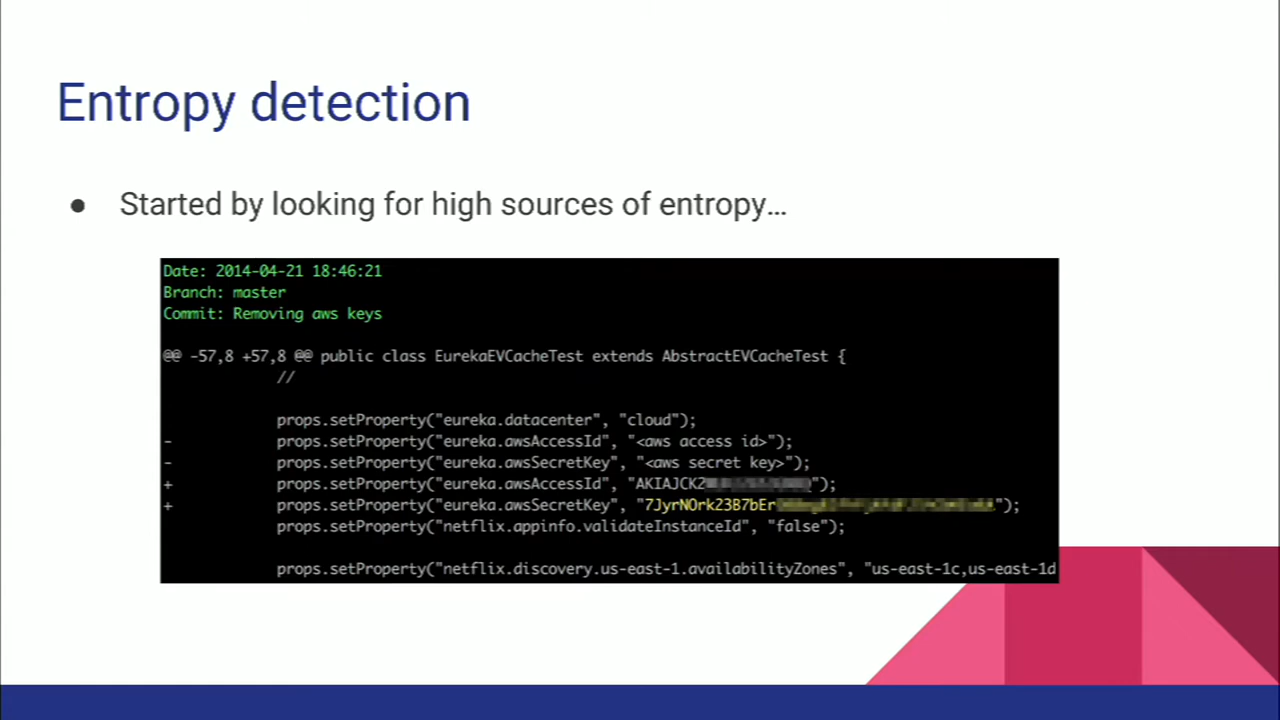 Entropy detection
● Started by looking for high sources of entropy…
Date: 2014-04-21 18:46:21
Branch: master
Commit: Removing aws keys
@@ -57,8 +57,8 @@ public class EurekaEVCacheTest extends AbstractEVCacheTest {
//
props.setProperty("eureka.datacenter", "cloud");
- props.setProperty("eureka.awsAccessId", "<aws access id>");
- props.setProperty("eureka.awsSecretKey", "<aws secret key>");
+ props.setProperty("eureka.awsAccessId", "AKIAJCKZ");
+ props.setProperty("eureka.awsSecretKey", "7JyrNOrk23B7bEr");
props.setProperty("netflix.appinfo.validateInstanceId", "false");
props.setProperty("netflix.discovery.us-east-1.availabilityZones", "us-east-1c,us-east-1d